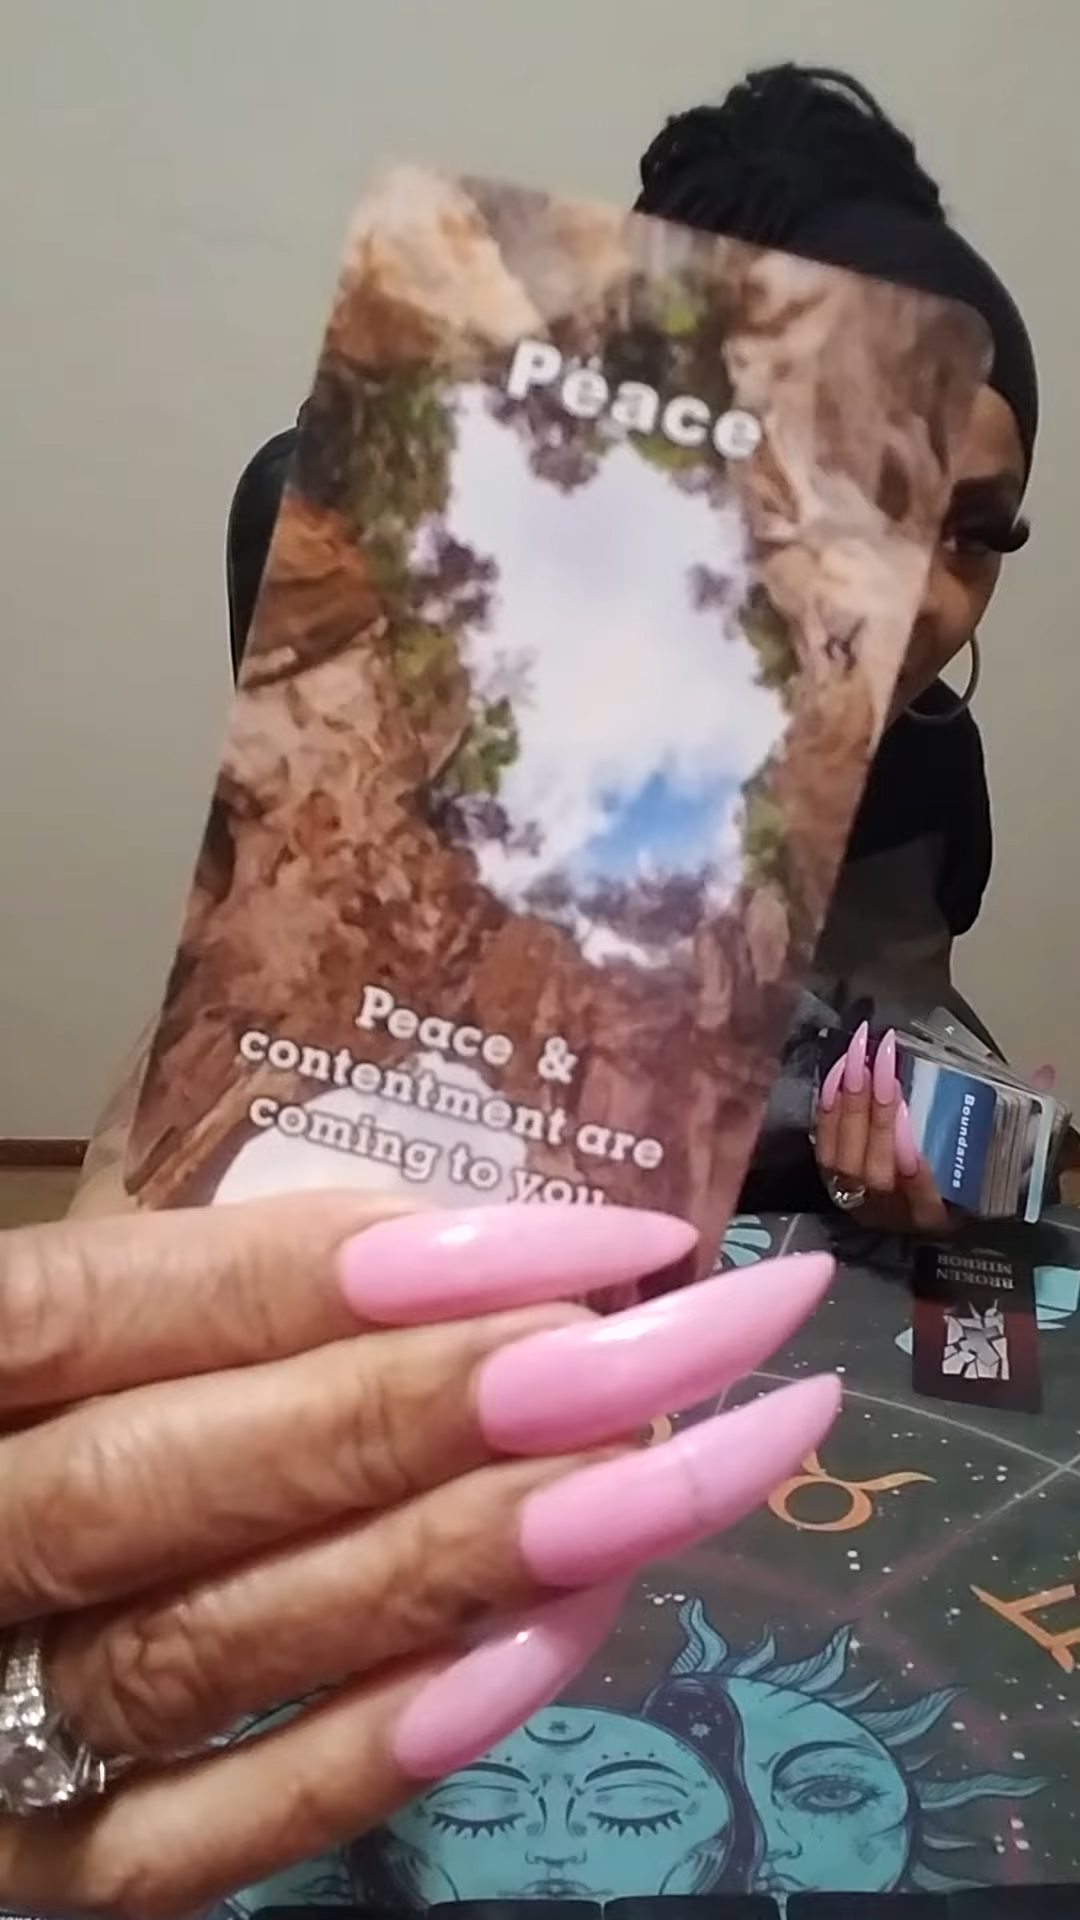 Peace
Peace &
contentment are
coming to you
Boundaries
BROKEN
MIRROR